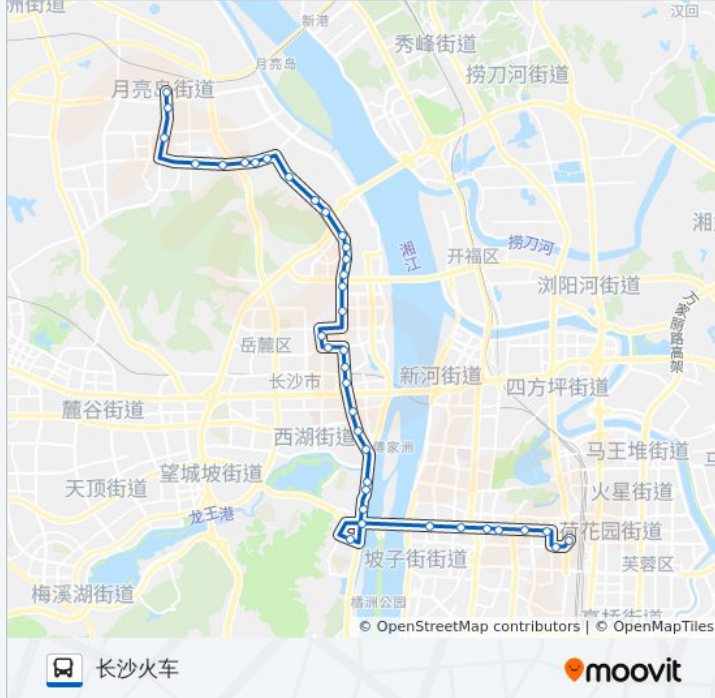 洲街道
新港
汉回
秀峰街道
月亮岛
捞刀河街道
月亮岛街道
湘江
捞刀河
开福区
浏阳河街道
万家丽路高架
岳麓区
长沙市
新河街道
四方坪街道
麓谷街道
西湖街道
傅家洲
马王堆街道
望城坡街道
天顶街道
火星街道
龙王港
荷花园街道
坡子街街道
芙蓉区
梅溪湖街道
橘洲公园
© OpenStreetMap contributors | © OpenMapTiles
长沙火车
moovit